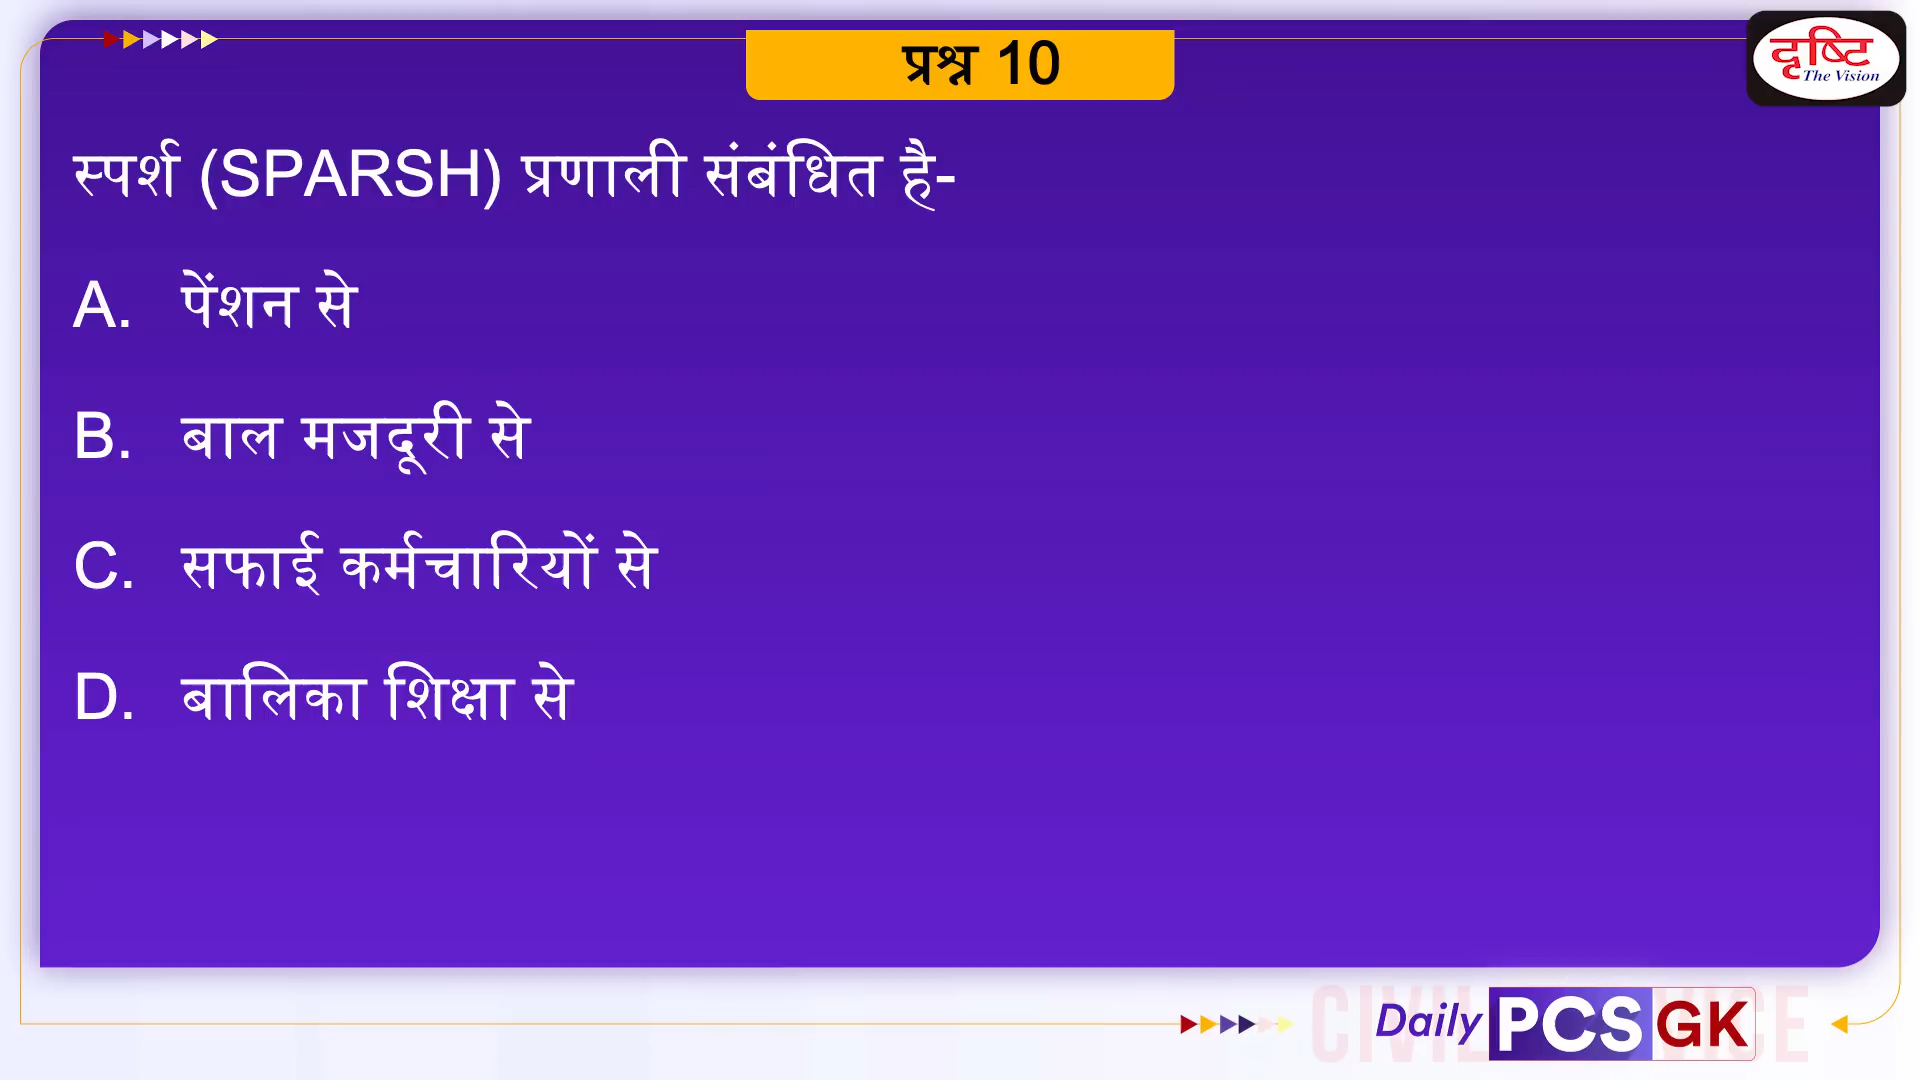 प्रश्न 10
दृष्टि
The Vision
स्पर्श (SPARSH) प्रणाली संबंधित है-
A. पेंशन से
B. बाल मजदूरी से
C. सफाई कर्मचारियों से
D. बालिका शिक्षा से
Daily PCS GK